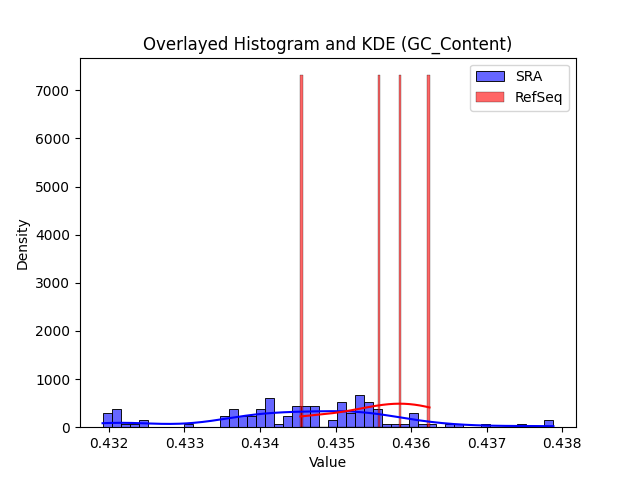 Overlayed Histogram and KDE (GC_Content)
SRA
RefSeq
7000
6000
5000
4000
3000
2000
1000
0
Density
0.432 0.433 0.434 0.435 0.436 0.437 0.438
Value